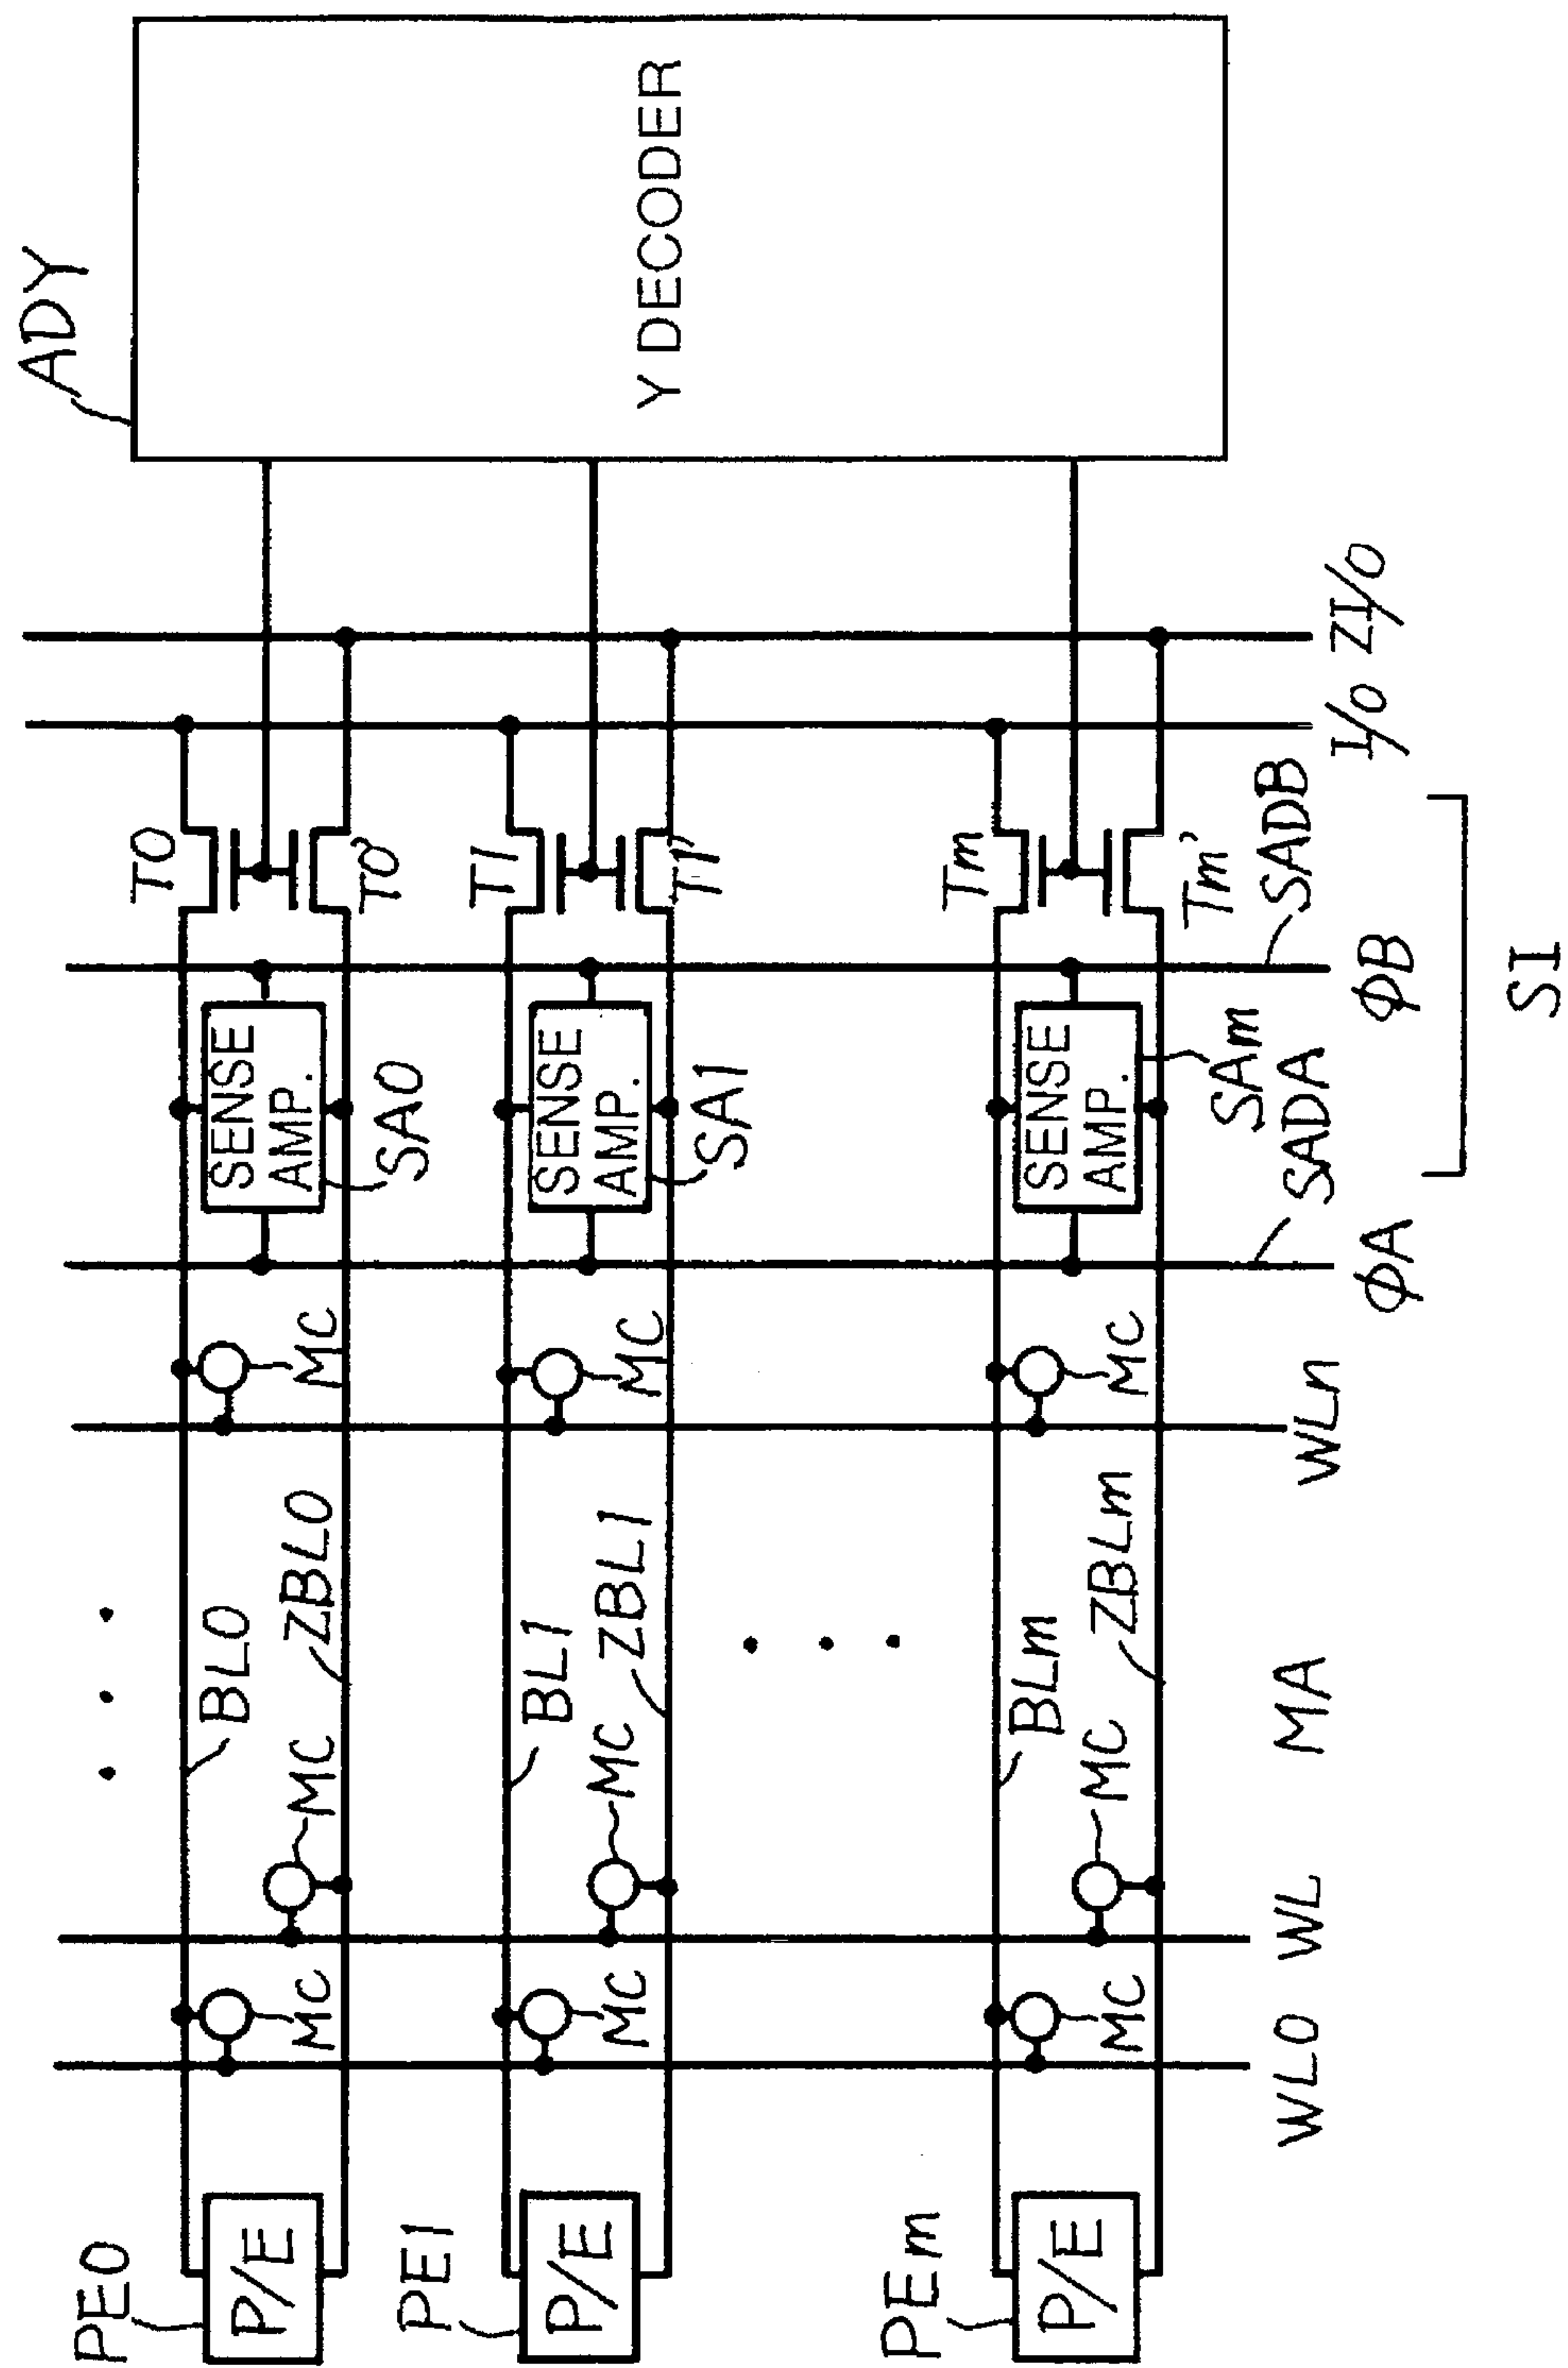 ADY
PE0
P/E
BL0
MC
MC
ZBL0
MC
SENSE
AMP.
SA0
T0
T0'
Y DECODER
PE1
P/E
BL1
MC
MC
ZBL1
MC
SENSE
AMP.
SA1
T1
T1'
PEm
P/E
BLm
MC
MC
ZBLm
MC
SENSE
AMP.
SAm
Tm
Tm'
WL0
WL
MA
WLn
SADA
SADB
I/O
ZI/O
ΦA
ΦB
SI